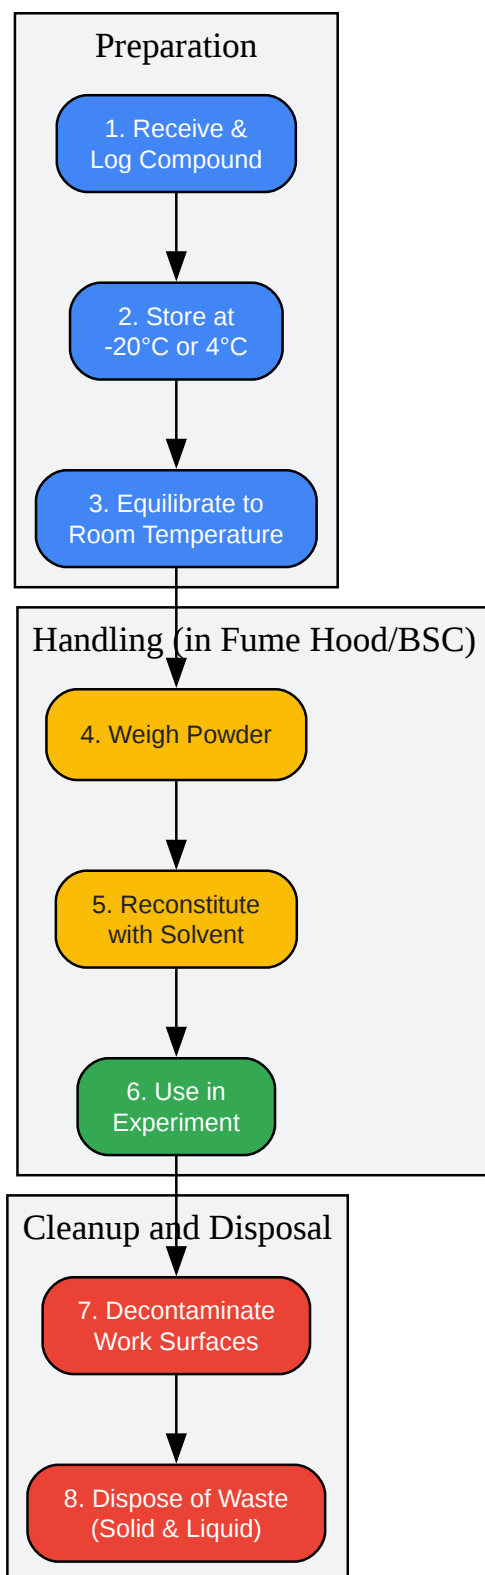 Preparation
1. Receive &
Log Compound
2. Store at
-20°C or 4°C
3. Equilibrate to
Room Temperature
Handling (in Fume Hood/BSC)
4. Weigh Powder
5. Reconstitute
with Solvent
6. Use in
Experiment
Cleanup and Disposal
7. Decontaminate
Work Surfaces
8. Dispose of Waste
(Solid & Liquid)